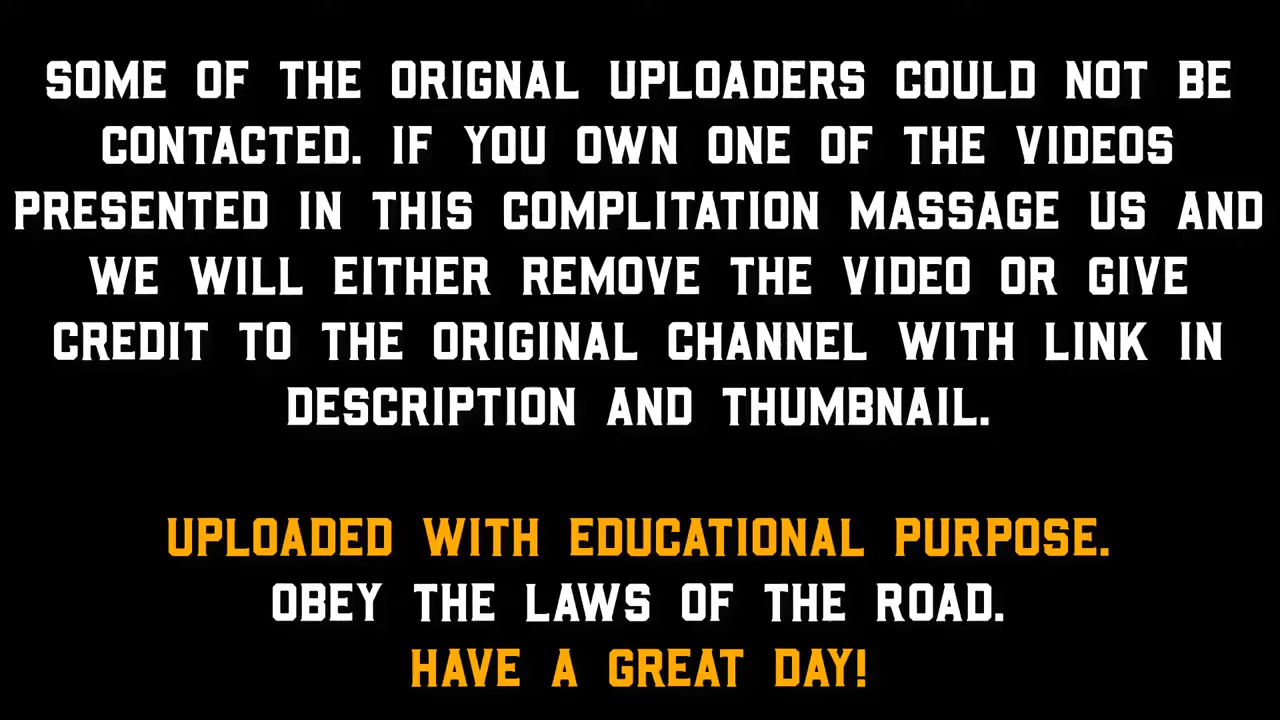 SOME OF THE ORIGNAL UPLOADERS COULD NOT BE
CONTACTED. IF YOU OWN ONE OF THE VIDEOS
PRESENTED IN THIS COMPLITATION MASSAGE US AND
WE WILL EITHER REMOVE THE VIDEO OR GIVE
CREDIT TO THE ORIGINAL CHANNEL WITH LINK IN
DESCRIPTION AND THUMBNAIL.
UPLOADED WITH EDUCATIONAL PURPOSE.
OBEY THE LAWS OF THE ROAD.
HAVE A GREAT DAY!